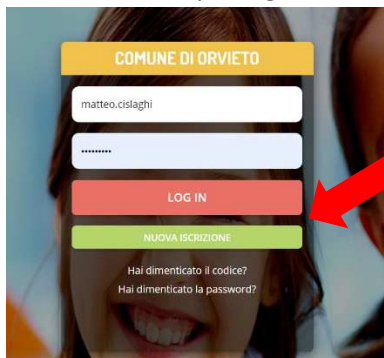 COMUNE DI ORVIETO
matteo.cislaghi
•••••••••
LOG IN
NUOVA ISCRIZIONE
Hai dimenticato il codice?
Hai dimenticato la password?